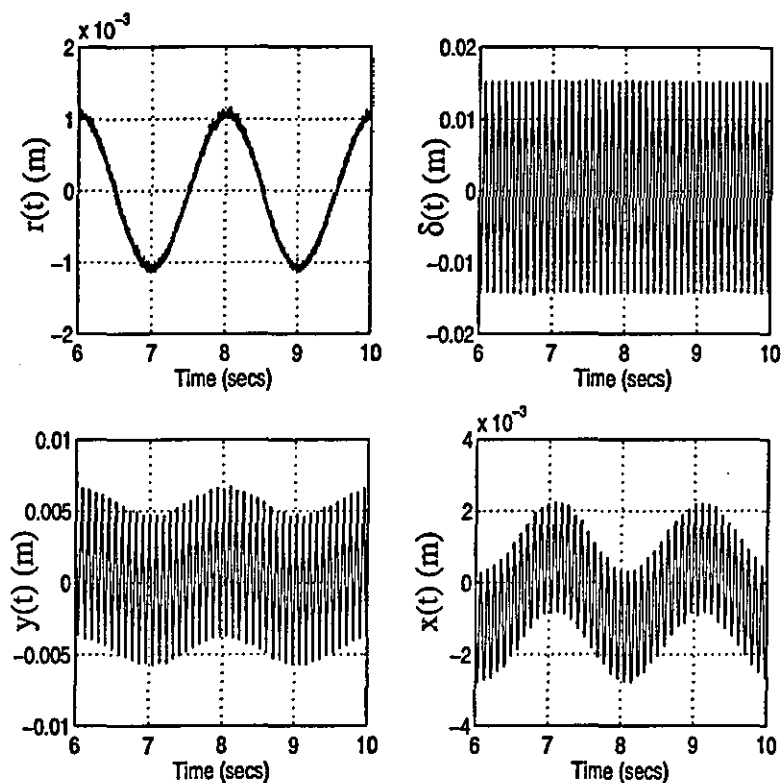 x 10⁻³
2
1
0
−1
−2
r(t) (m)
6 7 8 9 10
Time (secs)
0.02
0.01
0
−0.01
−0.02
δ(t) (m)
6 7 8 9 10
Time (secs)
0.01
0.005
0
−0.005
−0.01
y(t) (m)
6 7 8 9 10
Time (secs)
x 10⁻³
4
2
0
−2
−4
x(t) (m)
6 7 8 9 10
Time (secs)